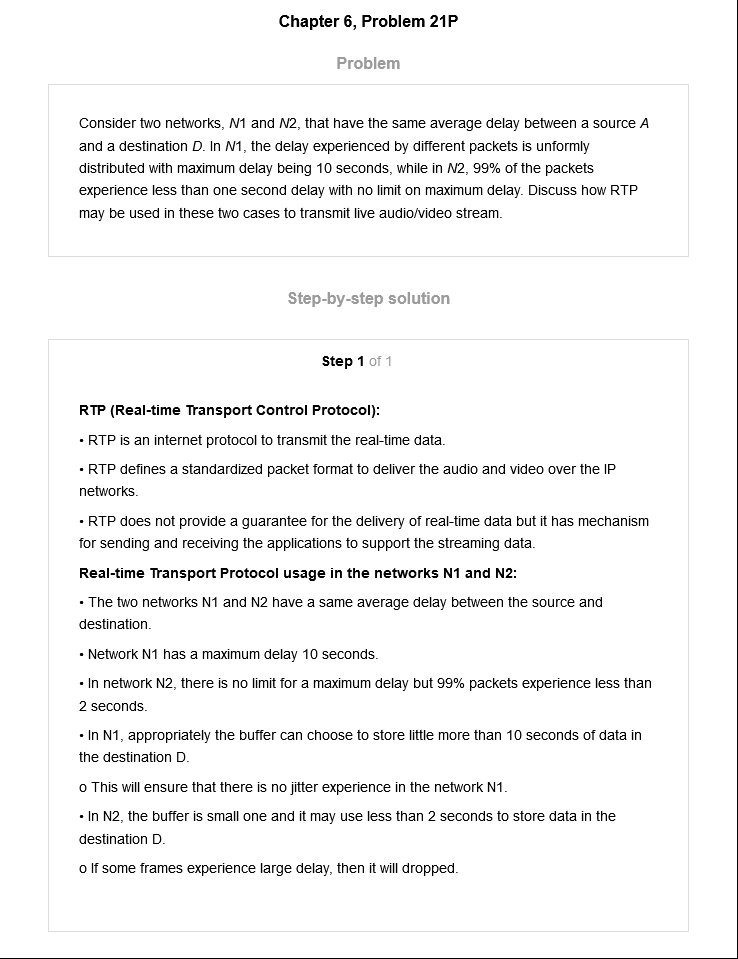 Chapter 6, Problem 21P
Problem
Consider two networks, N1 and N2, that have the same average delay between a source A
and a destination D. In N1, the delay experienced by different packets is unformly
distributed with maximum delay being 10 seconds, while in N2, 99% of the packets
experience less than one second delay with no limit on maximum delay. Discuss how RTP
may be used in these two cases to transmit live audio/video stream.
Step-by-step solution
Step 1 of 1
RTP (Real-time Transport Control Protocol):
• RTP is an internet protocol to transmit the real-time data.
• RTP defines a standardized packet format to deliver the audio and video over the IP
networks.
• RTP does not provide a guarantee for the delivery of real-time data but it has mechanism
for sending and receiving the applications to support the streaming data.
Real-time Transport Protocol usage in the networks N1 and N2:
• The two networks N1 and N2 have a same average delay between the source and
destination.
• Network N1 has a maximum delay 10 seconds.
• In network N2, there is no limit for a maximum delay but 99% packets experience less than
2 seconds.
• In N1, appropriately the buffer can choose to store little more than 10 seconds of data in
the destination D.
o This will ensure that there is no jitter experience in the network N1.
• In N2, the buffer is small one and it may use less than 2 seconds to store data in the
destination D.
o If some frames experience large delay, then it will dropped.